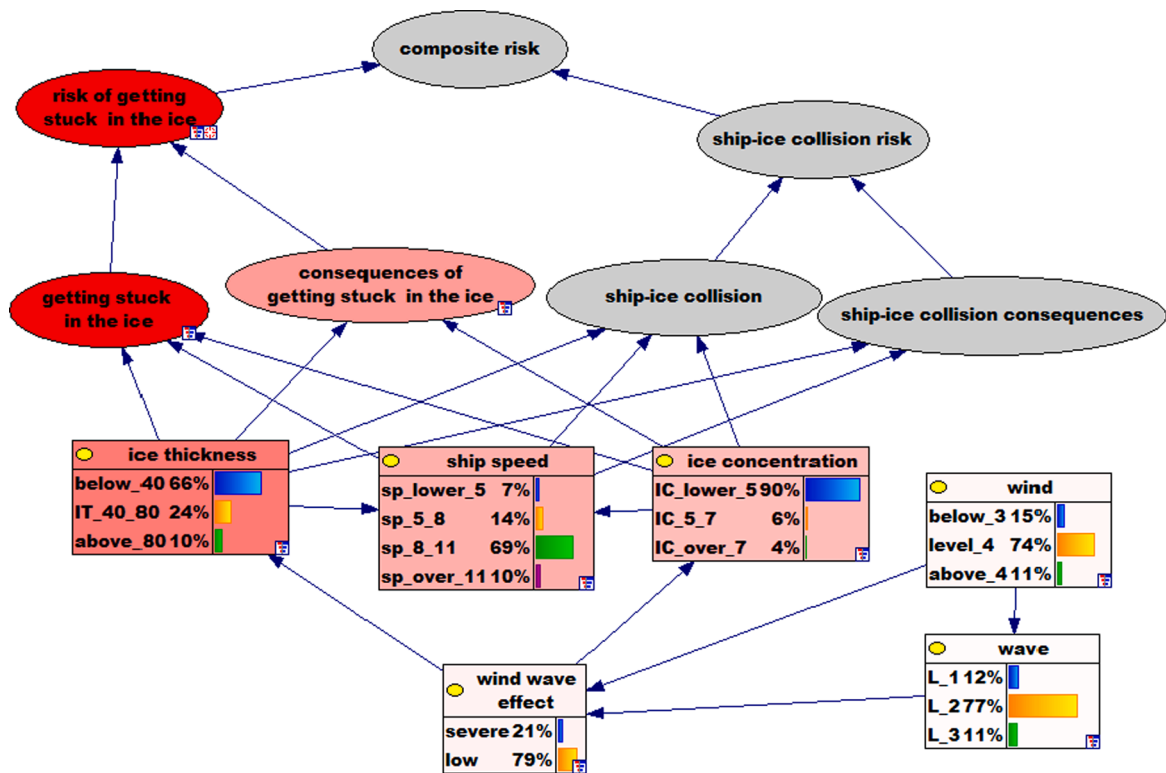 composite risk
risk of getting
stuck in the ice
ship-ice collision risk
consequences of
getting stuck in the ice
getting stuck
in the ice
ship-ice collision
ship-ice collision consequences
ice thickness
below_40 66%
IT_40_80 24%
above_80 10%
ship speed
sp_lower_5 7%
sp_5_8 14%
sp_8_11 69%
sp_over_11 10%
ice concentration
IC_lower_5 90%
IC_5_7 6%
IC_over_7 4%
wind
below_3 15%
level_4 74%
above_4 11%
wave
L_1 12%
L_2 77%
L_3 11%
wind wave
effect
severe 21%
low 79%